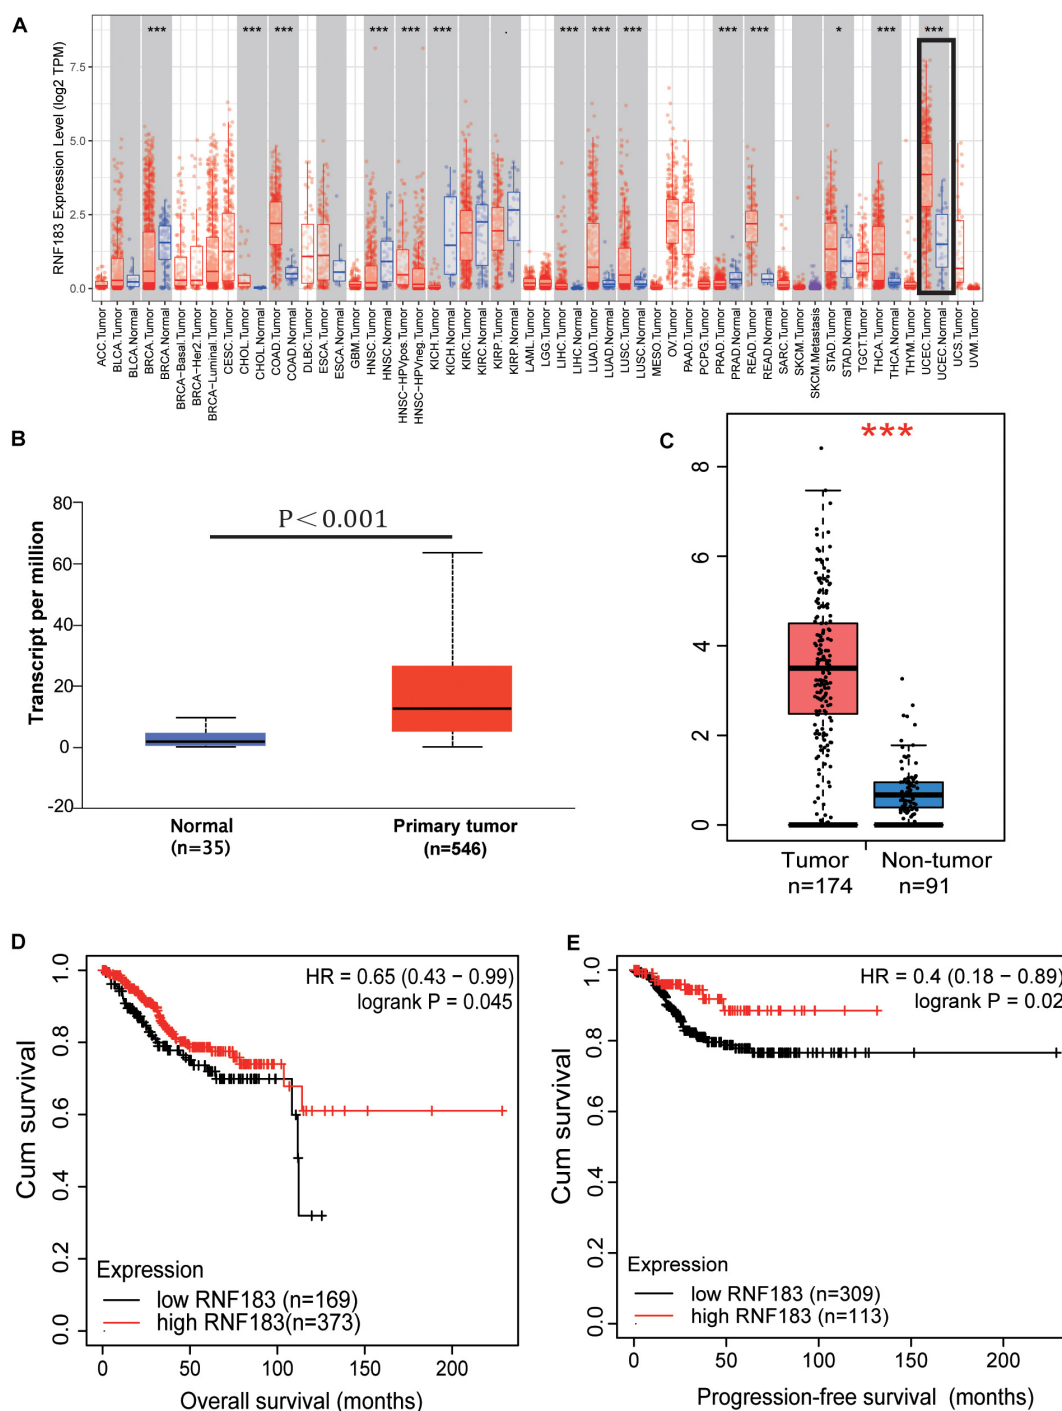 A
*** *** *** *** *** *** . *** *** *** *** *** * *** ***
RNF183 Expression Level (log2 TPM)
7.5
5.0
2.5
0.0
ACC.Tumor
BLCA.Tumor
BLCA.Normal
BRCA.Tumor
BRCA.Normal
BRCA−Basal.Tumor
BRCA−Her2.Tumor
BRCA−Luminal.Tumor
CESC.Tumor
CHOL.Tumor
CHOL.Normal
COAD.Tumor
COAD.Normal
DLBC.Tumor
ESCA.Tumor
ESCA.Normal
GBM.Tumor
HNSC.Tumor
HNSC.Normal
HNSC−HPVpos.Tumor
HNSC−HPVneg.Tumor
KICH.Tumor
KICH.Normal
KIRC.Tumor
KIRC.Normal
KIRP.Tumor
KIRP.Normal
LAML.Tumor
LGG.Tumor
LIHC.Tumor
LIHC.Normal
LUAD.Tumor
LUAD.Normal
LUSC.Tumor
LUSC.Normal
MESO.Tumor
OV.Tumor
PAAD.Tumor
PCPG.Tumor
PRAD.Tumor
PRAD.Normal
READ.Tumor
READ.Normal
SARC.Tumor
SKCM.Tumor
SKCM.Metastasis
STAD.Tumor
STAD.Normal
TGCT.Tumor
THCA.Tumor
THCA.Normal
THYM.Tumor
UCEC.Tumor
UCEC.Normal
UCS.Tumor
UVM.Tumor
B
Transcript per million
80
60
40
20
0
-20
P<0.001
Normal
(n=35)
Primary tumor
(n=546)
C
***
8
6
4
2
0
Tumor
n=174
Non-tumor
n=91
D
Cum survival
1.0
0.8
0.6
0.4
0.2
0.0
HR = 0.65 (0.43 − 0.99)
logrank P = 0.045
Expression
low RNF183 (n=169)
high RNF183(n=373)
0 50 100 150 200
Overall survival (months)
E
Cum survival
1.0
0.8
0.6
0.4
0.2
0.0
HR = 0.4 (0.18 − 0.89)
logrank P = 0.02
Expression
low RNF183 (n=309)
high RNF183 (n=113)
0 50 100 150 200
Progression-free survival (months)